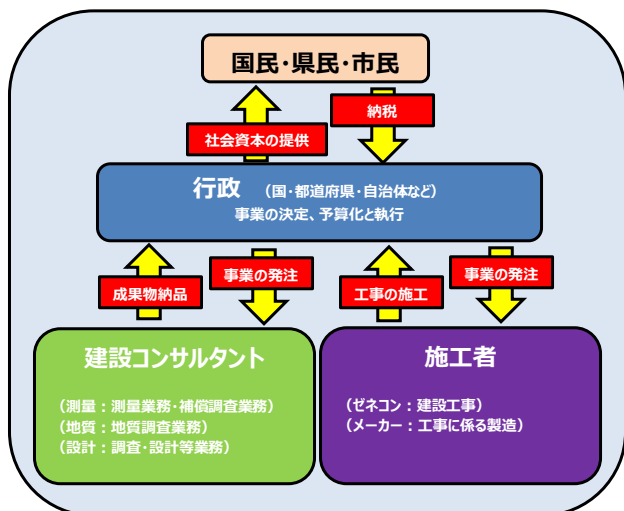 国民・県民・市民
社会資本の提供
納税
行政 （国・都道府県・自治体など）
事業の決定、予算化と執行
成果物納品
事業の発注
工事の施工
事業の発注
建設コンサルタント
（測量：測量業務・補償調査業務）
（地質：地質調査業務）
（設計：調査・設計等業務）
施工者
（ゼネコン：建設工事）
（メーカー：工事に係る製造）